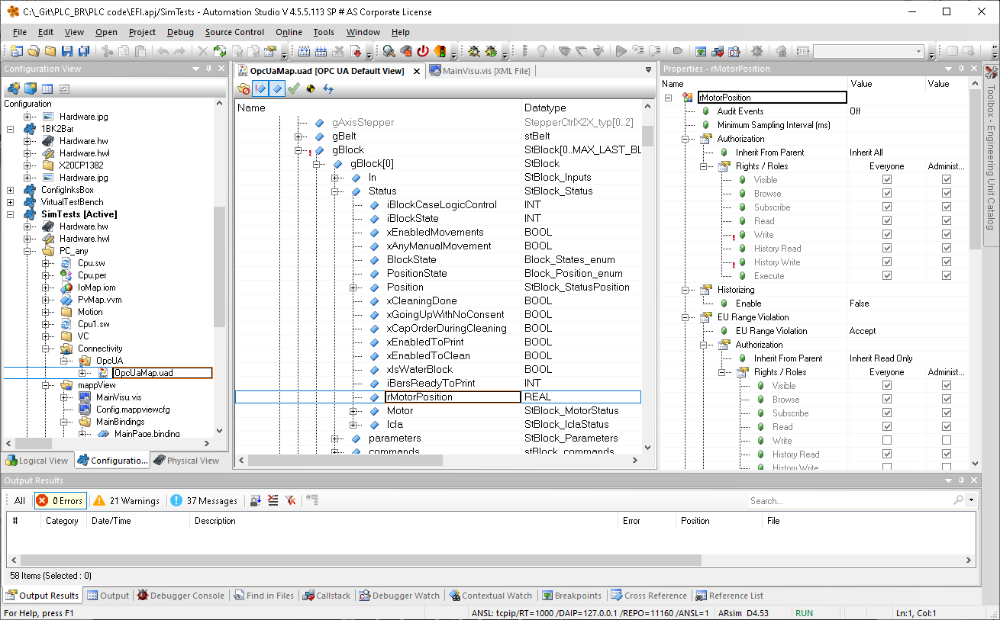 C:\_Git\PLC_BR\PLC code\EFI.apj/SimTests - Automation Studio V 4.5.5.113 SP # AS Corporate License
File Edit View Open Project Debug Source Control Online Tools Window Help
Configuration View
Configuration
Hardware.jpg
1BK2Bar
Hardware.hw
Hardware.hwl
X20CP1382
Hardware.jpg
ConfigInksBox
VirtualTestBench
SimTests [Active]
Hardware.hw
Hardware.hwl
PC_any
Cpu.sw
Cpu.per
IoMap.iom
PvMap.vvm
Motion
Cpu1.sw
VC
Connectivity
OpcUA
OpcUaMap.uad
mappView
MainVisu.vis
Config.mappviewcfg
MainBindings
MainPage.binding
Logical View Configuratio... Physical View
OpcUaMap.uad [OPC UA Default View] MainVisu.vis [XML File]
Name Datatype
gAxisStepper StepperCtrlX2X_typ[0..2]
gBelt stBelt
gBlock StBlock[0..MAX_LAST_BL
gBlock[0] StBlock
In StBlock_Inputs
Status StBlock_Status
iBlockCaseLogicControl INT
iBlockState INT
xEnabledMovements BOOL
xAnyManualMovement BOOL
BlockState Block_States_enum
PositionState Block_Position_enum
Position StBlock_StatusPosition
xCleaningDone BOOL
xGoingUpWithNoConsent BOOL
xCapOrderDuringCleaning BOOL
xEnabledToPrint BOOL
xEnabledToClean BOOL
xIsWaterBlock BOOL
iBarsReadyToPrint INT
rMotorPosition REAL
Motor StBlock_MotorStatus
Icla StBlock_IclaStatus
parameters StBlock_Parameters
commands stBlock_commands
Properties - rMotorPosition
Name Value Value
rMotorPosition
Audit Events Off
Minimum Sampling Interval (ms)
Authorization
Inherit From Parent Inherit All
Rights / Roles Everyone Administ...
Visible
Browse
Subscribe
Read
Write
History Read
History Write
Execute
Historizing
Enable False
EU Range Violation
EU Range Violation Accept
Authorization
Inherit From Parent Inherit Read Only
Rights / Roles Everyone Administ...
Visible
Browse
Subscribe
Read
Write
History Read
History Write
Toolbox - Engineering Unit Catalog
Output Results
All 0 Errors 21 Warnings 37 Messages Search...
# Category Date/Time Description Error Position File
58 Items (Selected : 0)
Output Results Output Debugger Console Find in Files Callstack Debugger Watch Contextual Watch Breakpoints Cross Reference Reference List
For Help, press F1 ANSL: tcpip/RT=1000 /DAIP=127.0.0.1 /REPO=11160 /ANSL=1 ARsim D4.53 RUN Ln:1, Col:1